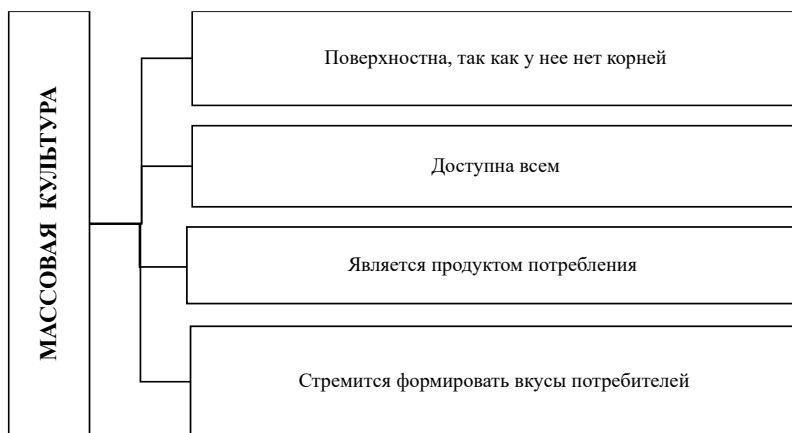 МАССОВАЯ КУЛЬТУРА
Поверхностна, так как у нее нет корней
Доступна всем
Является продуктом потребления
Стремится формировать вкусы потребителей